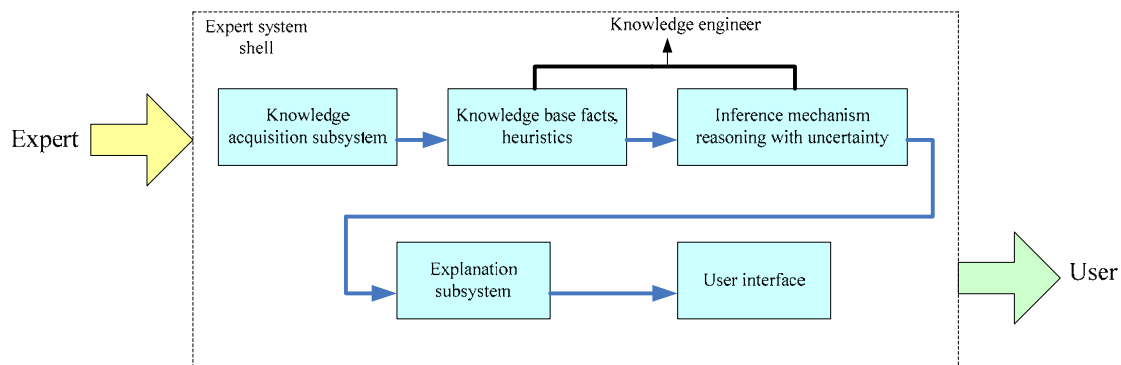 Expert system
shell
Knowledge engineer
Expert
Knowledge
acquisition subsystem
Knowledge base facts,
heuristics
Inference mechanism
reasoning with uncertainty
Explanation
subsystem
User interface
User